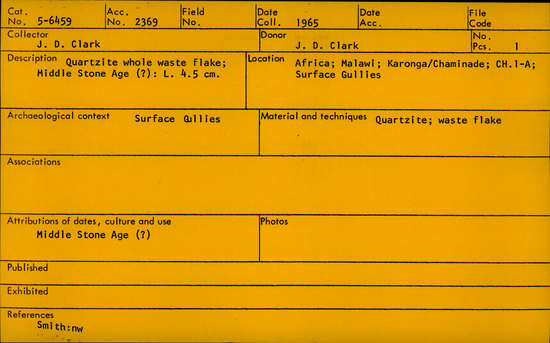 Cat. No. 5-6459 Acc. No. 2369 Field No. Date Coll. 1965 Date Acc. File Code
Collector J. D. Clark Donor J. D. Clark No. Pcs. 1
Description Quartzite whole waste flake;
Middle Stone Age (?): L. 4.5 cm.
Location Africa; Malawi; Karonga/Chaminade; CH.1-A;
Surface Gullies
Archaeological context Surface Gullies
Material and techniques Quartzite; waste flake
Associations
Attributions of dates, culture and use
Middle Stone Age (?)
Photos
Published
Exhibited
References
Smith:nw